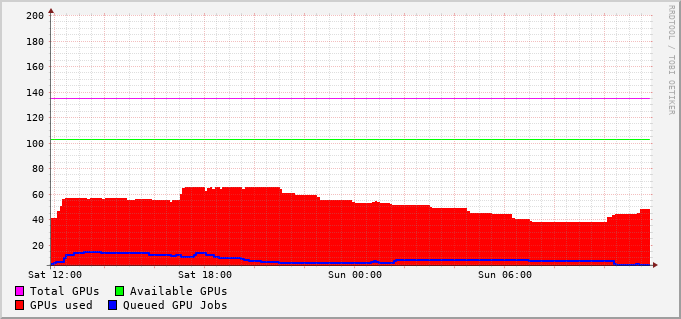 200
180
160
140
120
100
80
60
40
20
Sat 12:00 Sat 18:00 Sun 00:00 Sun 06:00
Total GPUs Available GPUs
GPUs used Queued GPU Jobs
RRDTOOL / TOBI OETIKER